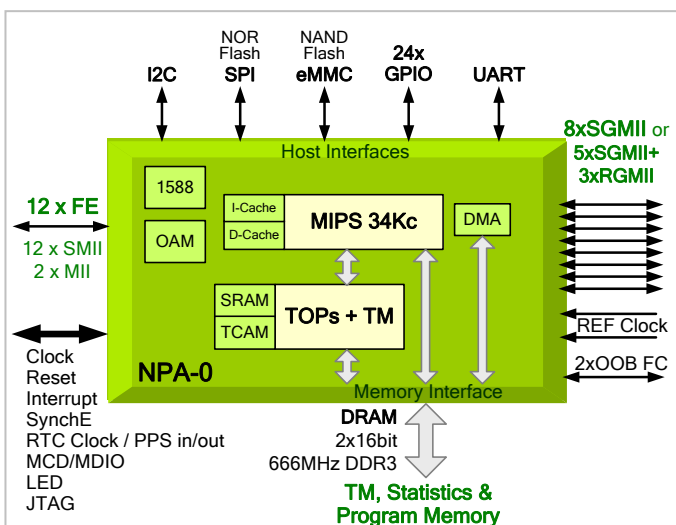 NOR
Flash
NAND
Flash
24x
I2C
SPI
eMMC
GPIO
UART
8xSGMII or
5xSGMII+
3xRGMII
Host Interfaces
12 x FE
12 x SMII
2 x MII
1588
OAM
I-Cache
D-Cache
MIPS 34Kc
DMA
SRAM
TCAM
TOPs + TM
NPA-0
Memory Interface
REF Clock
2xOOB FC
Clock
Reset
Interrupt
SynchE
RTC Clock / PPS in/out
MCD/MDIO
LED
JTAG
DRAM
2x16bit
666MHz DDR3
TM, Statistics &
Program Memory